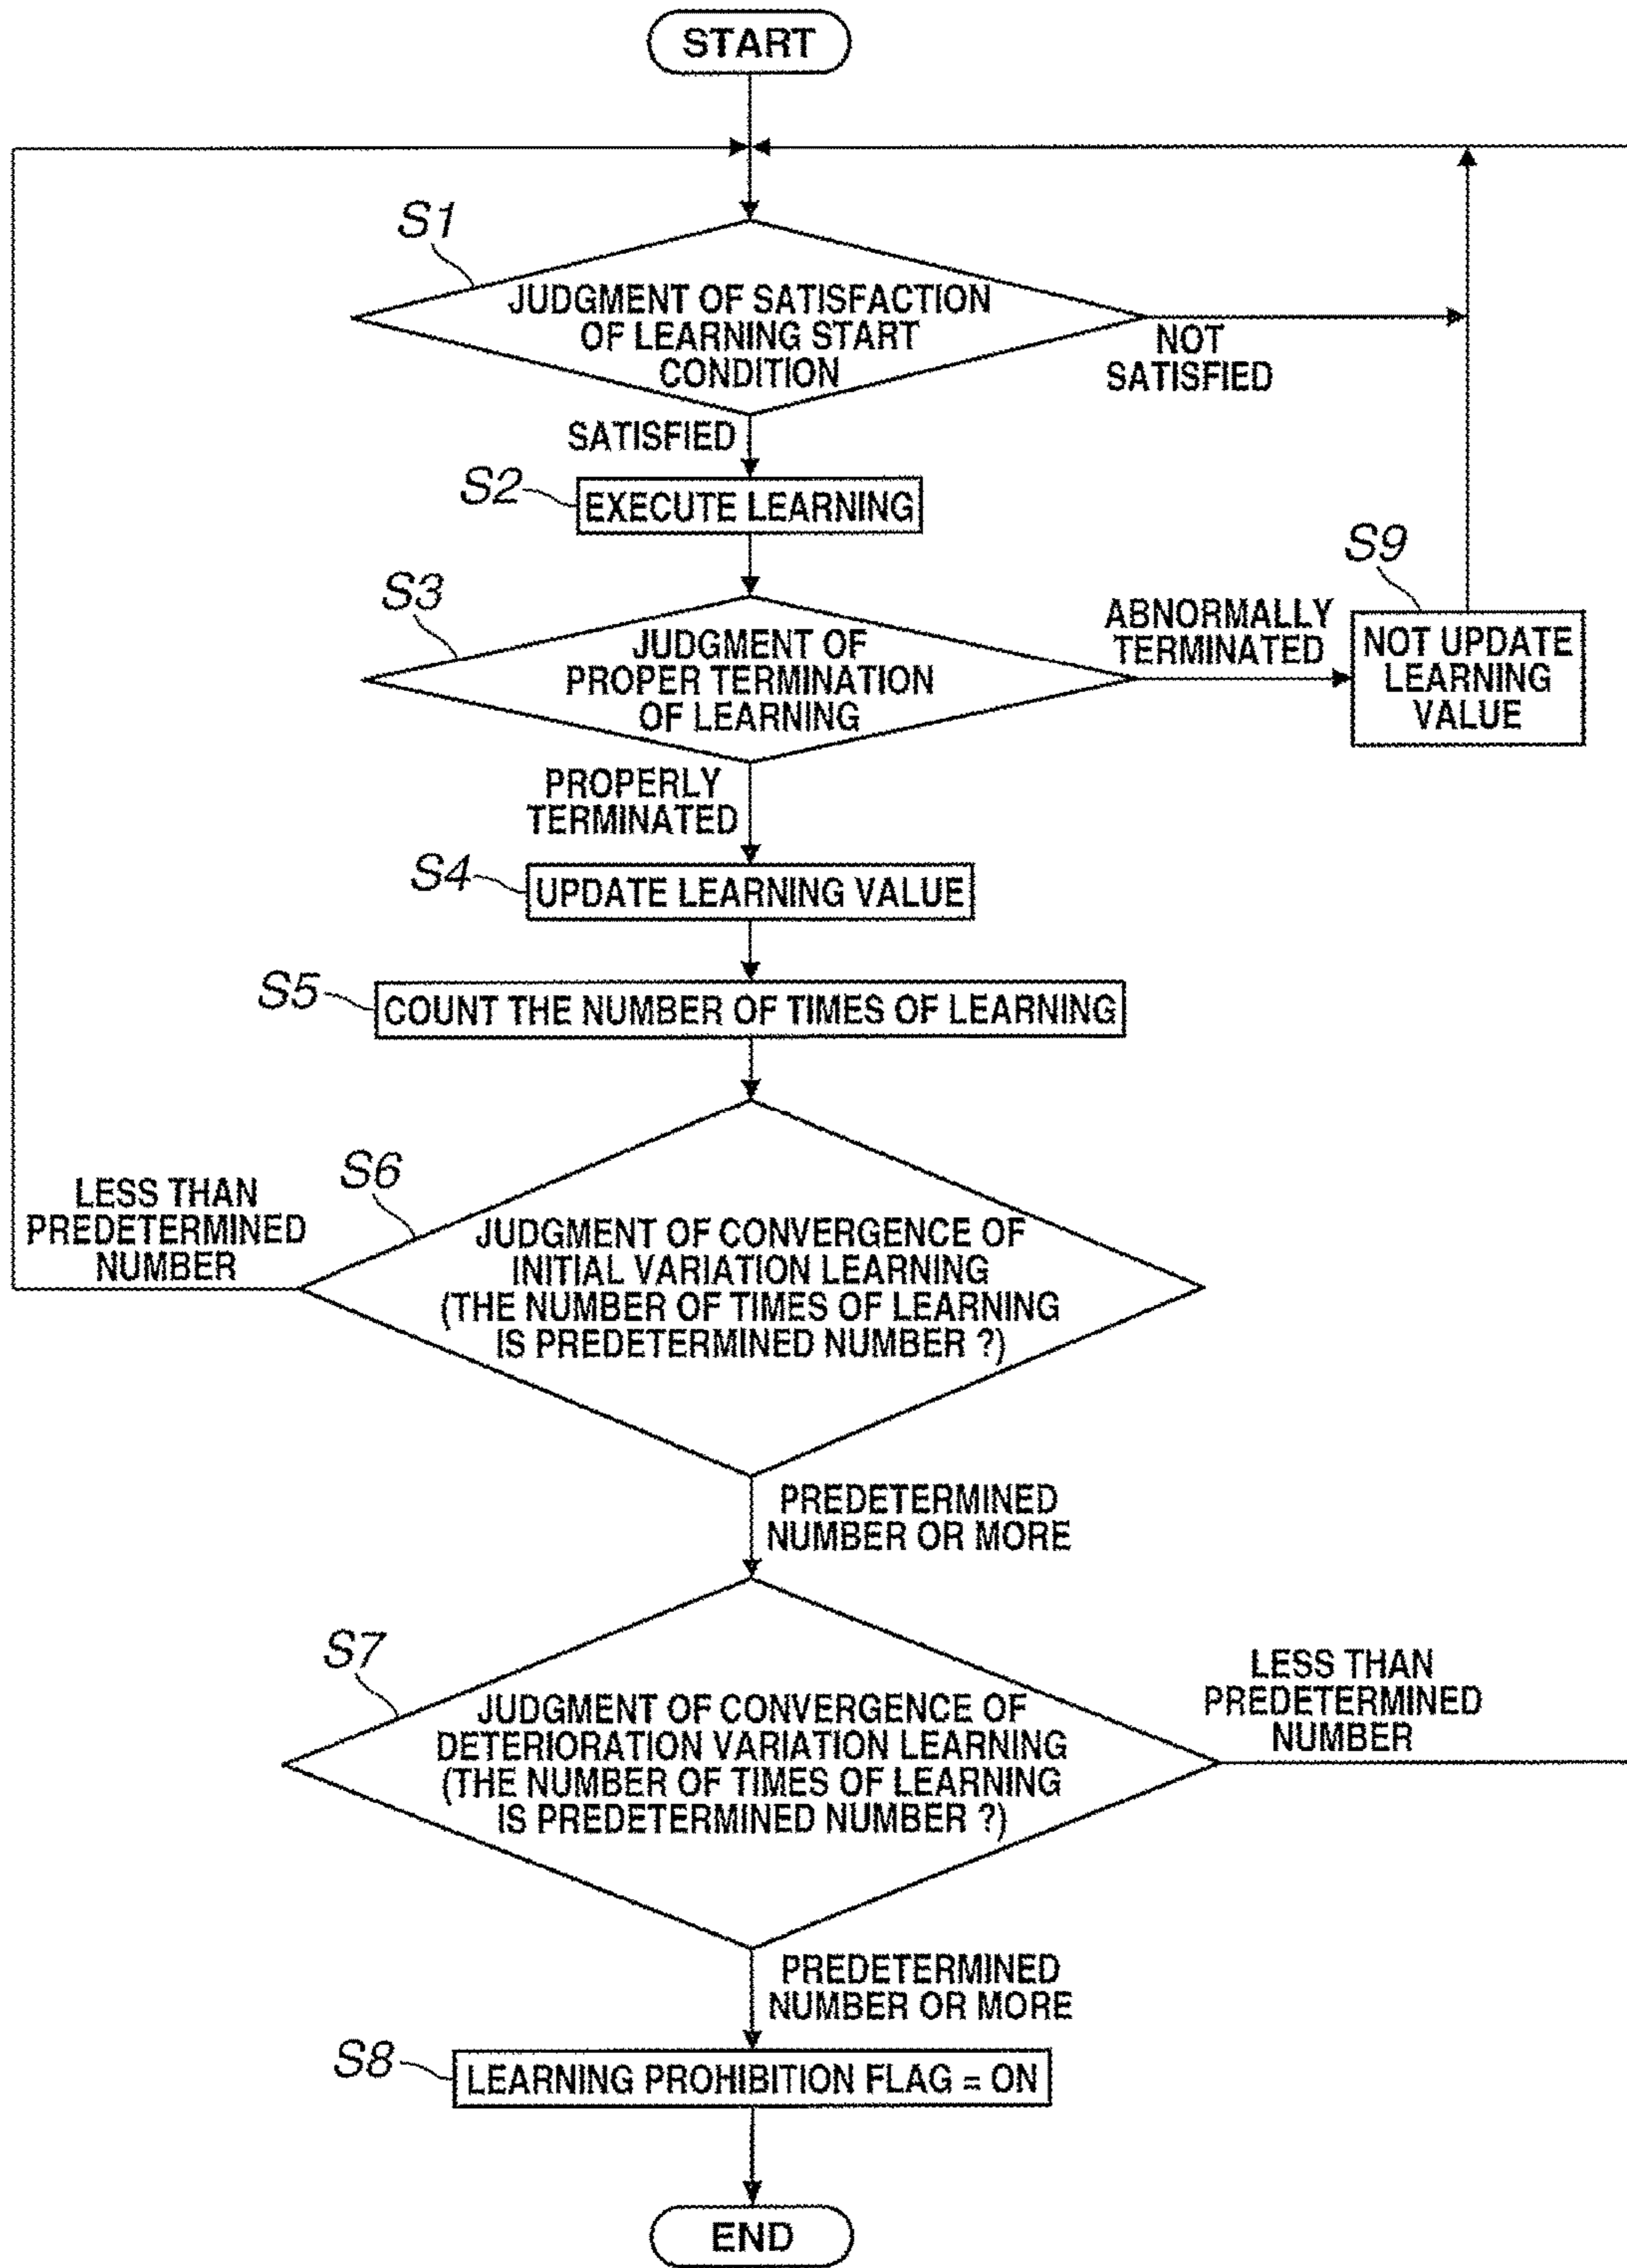 START
S1
JUDGMENT OF SATISFACTION
OF LEARNING START
CONDITION
NOT
SATISFIED
SATISFIED
S2
EXECUTE LEARNING
S3
JUDGMENT OF
PROPER TERMINATION
OF LEARNING
ABNORMALLY
TERMINATED
S9
NOT UPDATE
LEARNING
VALUE
PROPERLY
TERMINATED
S4
UPDATE LEARNING VALUE
S5
COUNT THE NUMBER OF TIMES OF LEARNING
S6
LESS THAN
PREDETERMINED
NUMBER
JUDGMENT OF CONVERGENCE OF
INITIAL VARIATION LEARNING
(THE NUMBER OF TIMES OF LEARNING
IS PREDETERMINED NUMBER ?)
PREDETERMINED
NUMBER OR MORE
S7
JUDGMENT OF CONVERGENCE OF
DETERIORATION VARIATION LEARNING
(THE NUMBER OF TIMES OF LEARNING
IS PREDETERMINED NUMBER ?)
LESS THAN
PREDETERMINED
NUMBER
PREDETERMINED
NUMBER OR MORE
S8
LEARNING PROHIBITION FLAG = ON
END